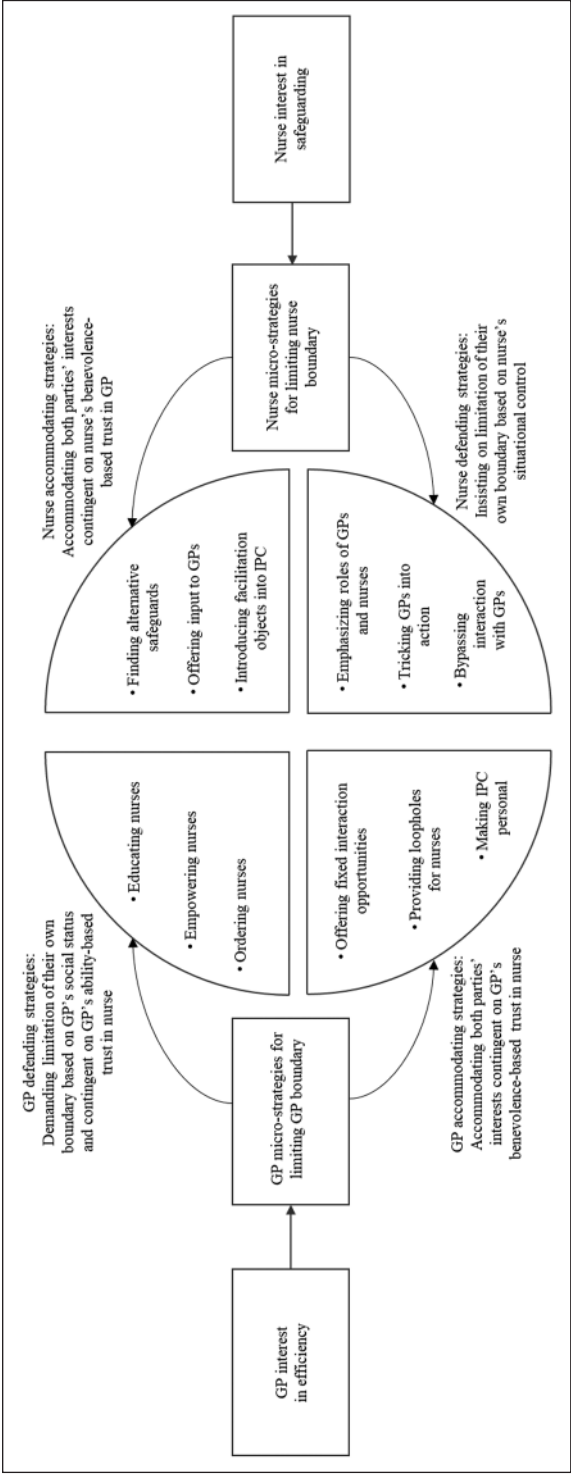 GP interest
in efficiency
GP micro-strategies for
limiting GP boundary
GP defending strategies:
Demanding limitation of their own
boundary based on GP's social status
and contingent on GP's ability-based
trust in nurse
• Educating nurses
• Empowering nurses
• Ordering nurses
GP accommodating strategies:
Accommodating both parties'
interests contingent on GP's
benevolence-based trust in nurse
• Offering fixed interaction
opportunities
• Providing loopholes
for nurses
• Making IPC
personal
Nurse accommodating strategies:
Accommodating both parties' interests
contingent on nurse's benevolence-
based trust in GP
• Finding alternative
safeguards
• Offering input to GPs
• Introducing facilitation
objects into IPC
• Emphasizing roles of GPs
and nurses
• Tricking GPs into
action
• Bypassing
interaction
with GPs
Nurse defending strategies:
Insisting on limitation of their
own boundary based on nurse's
situational control
Nurse micro-strategies
for limiting nurse
boundary
Nurse interest in
safeguarding